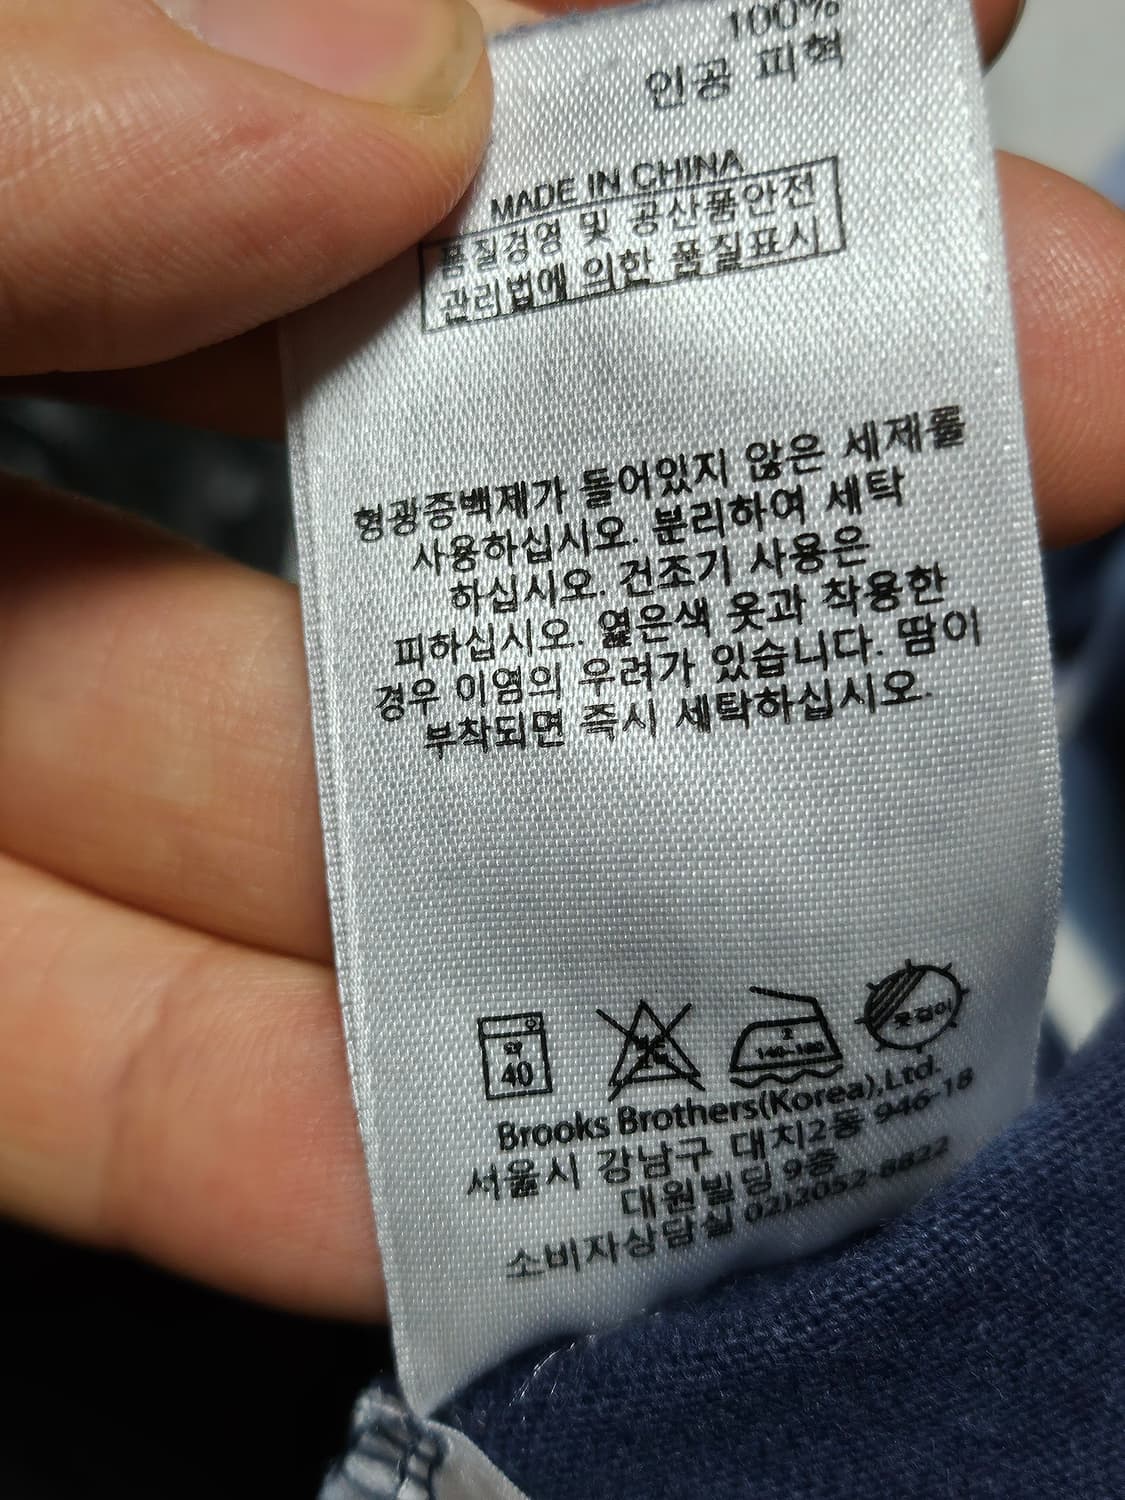 100%
인공 피혁
MADE IN CHINA
품질경영 및 공산품안전
관리법에 의한 품질표시
형광증백제가 들어있지 않은 세제를
사용하십시오. 분리하여 세탁
하십시오. 건조기 사용은
피하십시오. 엷은색 옷과 착용한
경우 이염의 우려가 있습니다. 땀이
부착되면 즉시 세탁하십시오.
40
2
옷걸이
140~160
Brooks Brothers(Korea),Ltd.
서울시 강남구 대치2동 946-18
대원빌딩 9층
소비자상담실 02)2052-8822